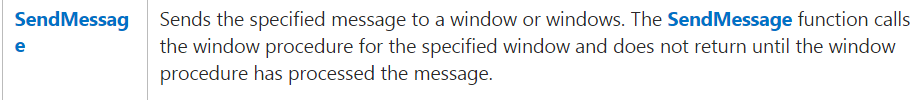 SendMessag
e
Sends the specified message to a window or windows. The SendMessage function calls
the window procedure for the specified window and does not return until the window
procedure has processed the message.